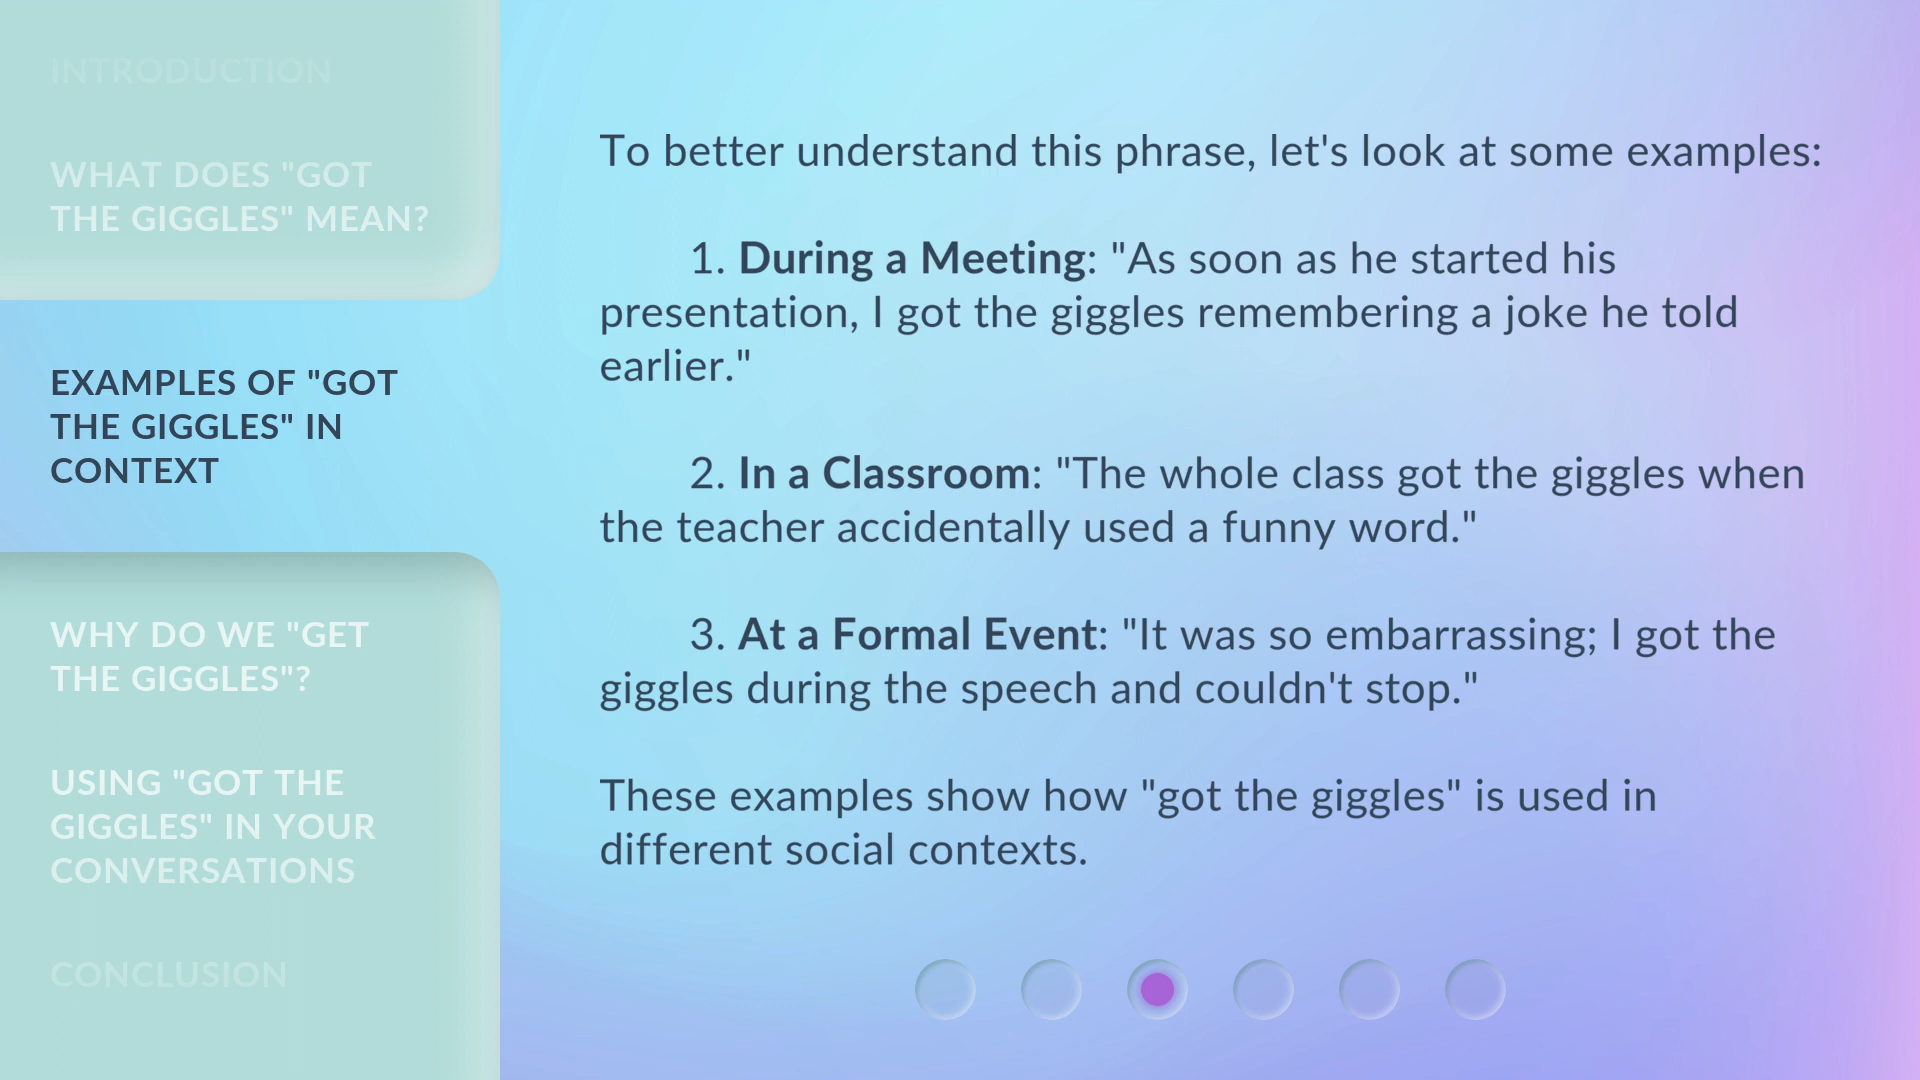 INTRODUCTION
WHAT DOES "GOT
THE GIGGLES" MEAN?
EXAMPLES OF "GOT
THE GIGGLES" IN
CONTEXT
WHY DO WE "GET
THE GIGGLES"?
USING "GOT THE
GIGGLES" IN YOUR
CONVERSATIONS
CONCLUSION
To better understand this phrase, let's look at some examples:
1. During a Meeting: "As soon as he started his
presentation, I got the giggles remembering a joke he told
earlier."
2. In a Classroom: "The whole class got the giggles when
the teacher accidentally used a funny word."
3. At a Formal Event: "It was so embarrassing; I got the
giggles during the speech and couldn't stop."
These examples show how "got the giggles" is used in
different social contexts.